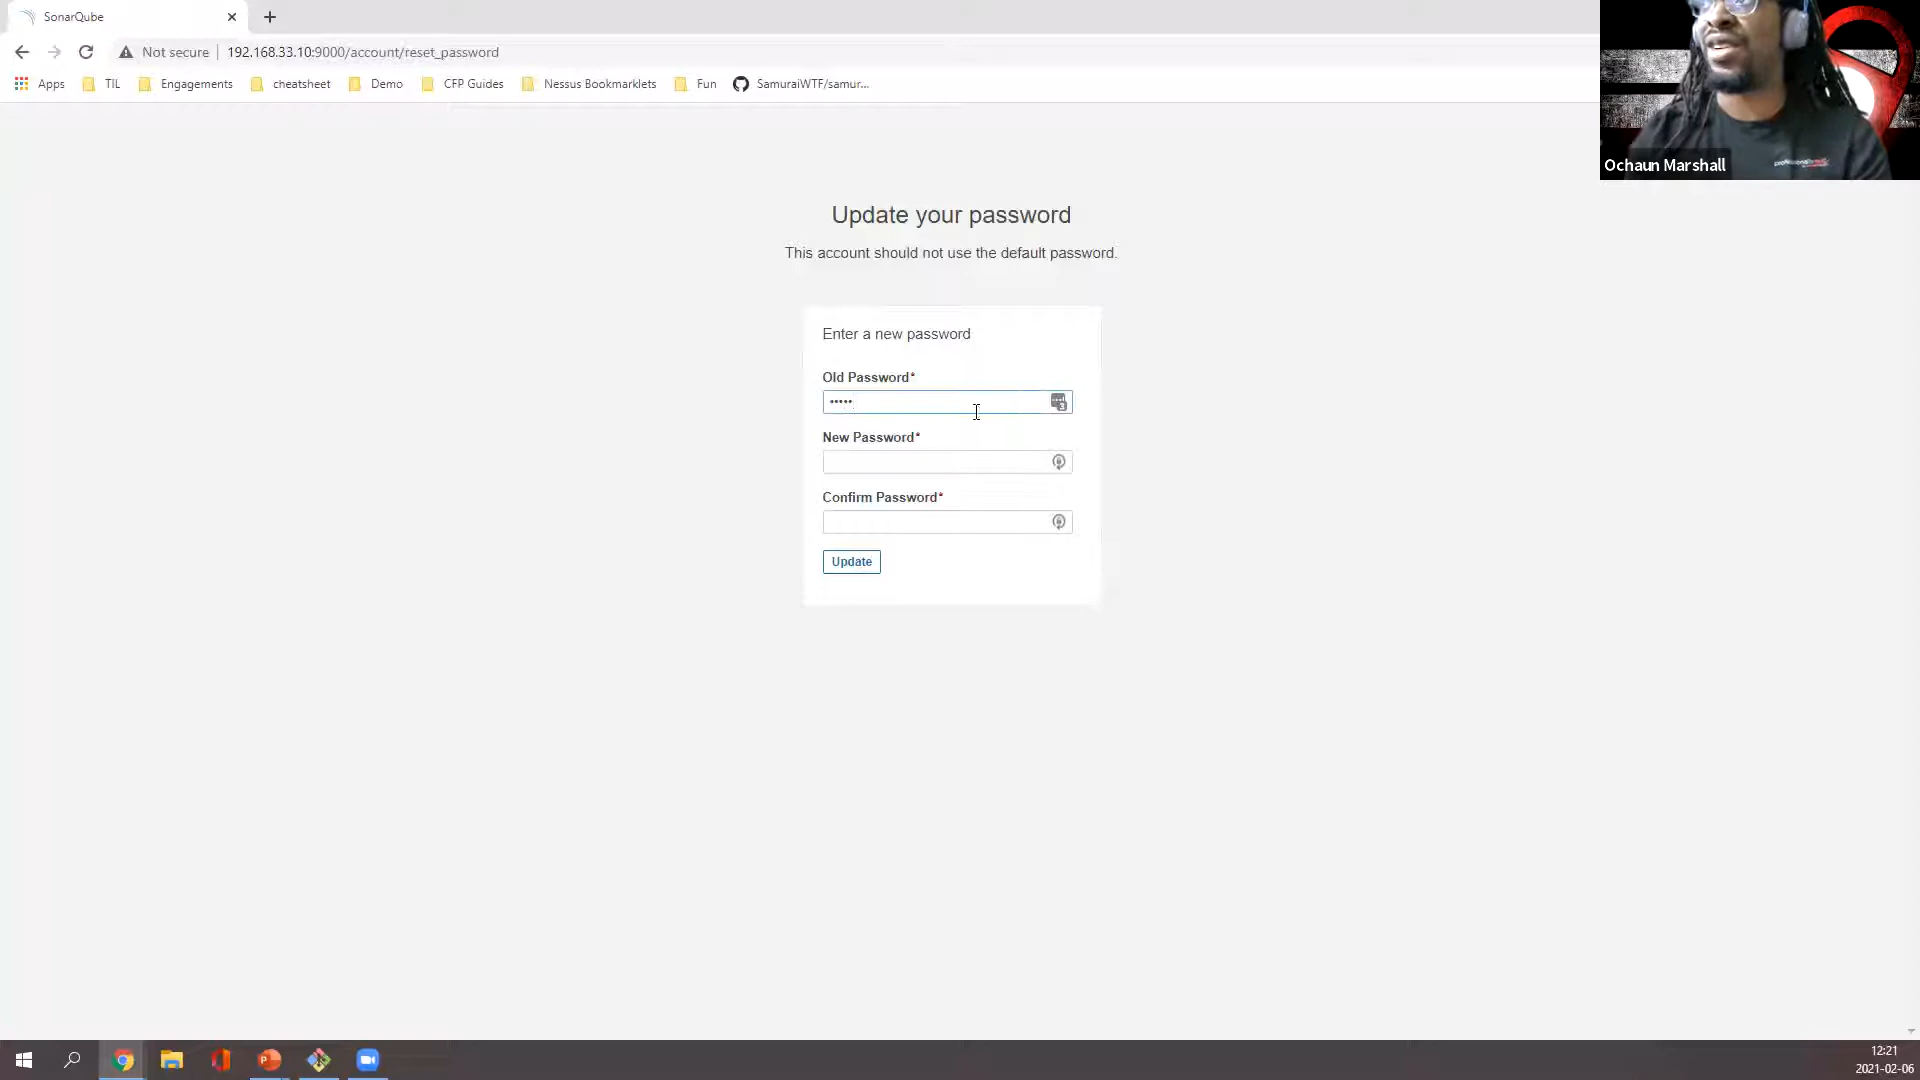 SonarQube
Not secure
192.168.33.10:9000/account/reset_password
Apps
TIL
Engagements
cheatsheet
Demo
CFP Guides
Nessus Bookmarklets
Fun
SamuraiWTF/samur...
Ochaun Marshall
Update your password
This account should not use the default password.
Enter a new password
Old Password*
•••••
New Password*
Confirm Password*
Update
12:21
2021-02-06